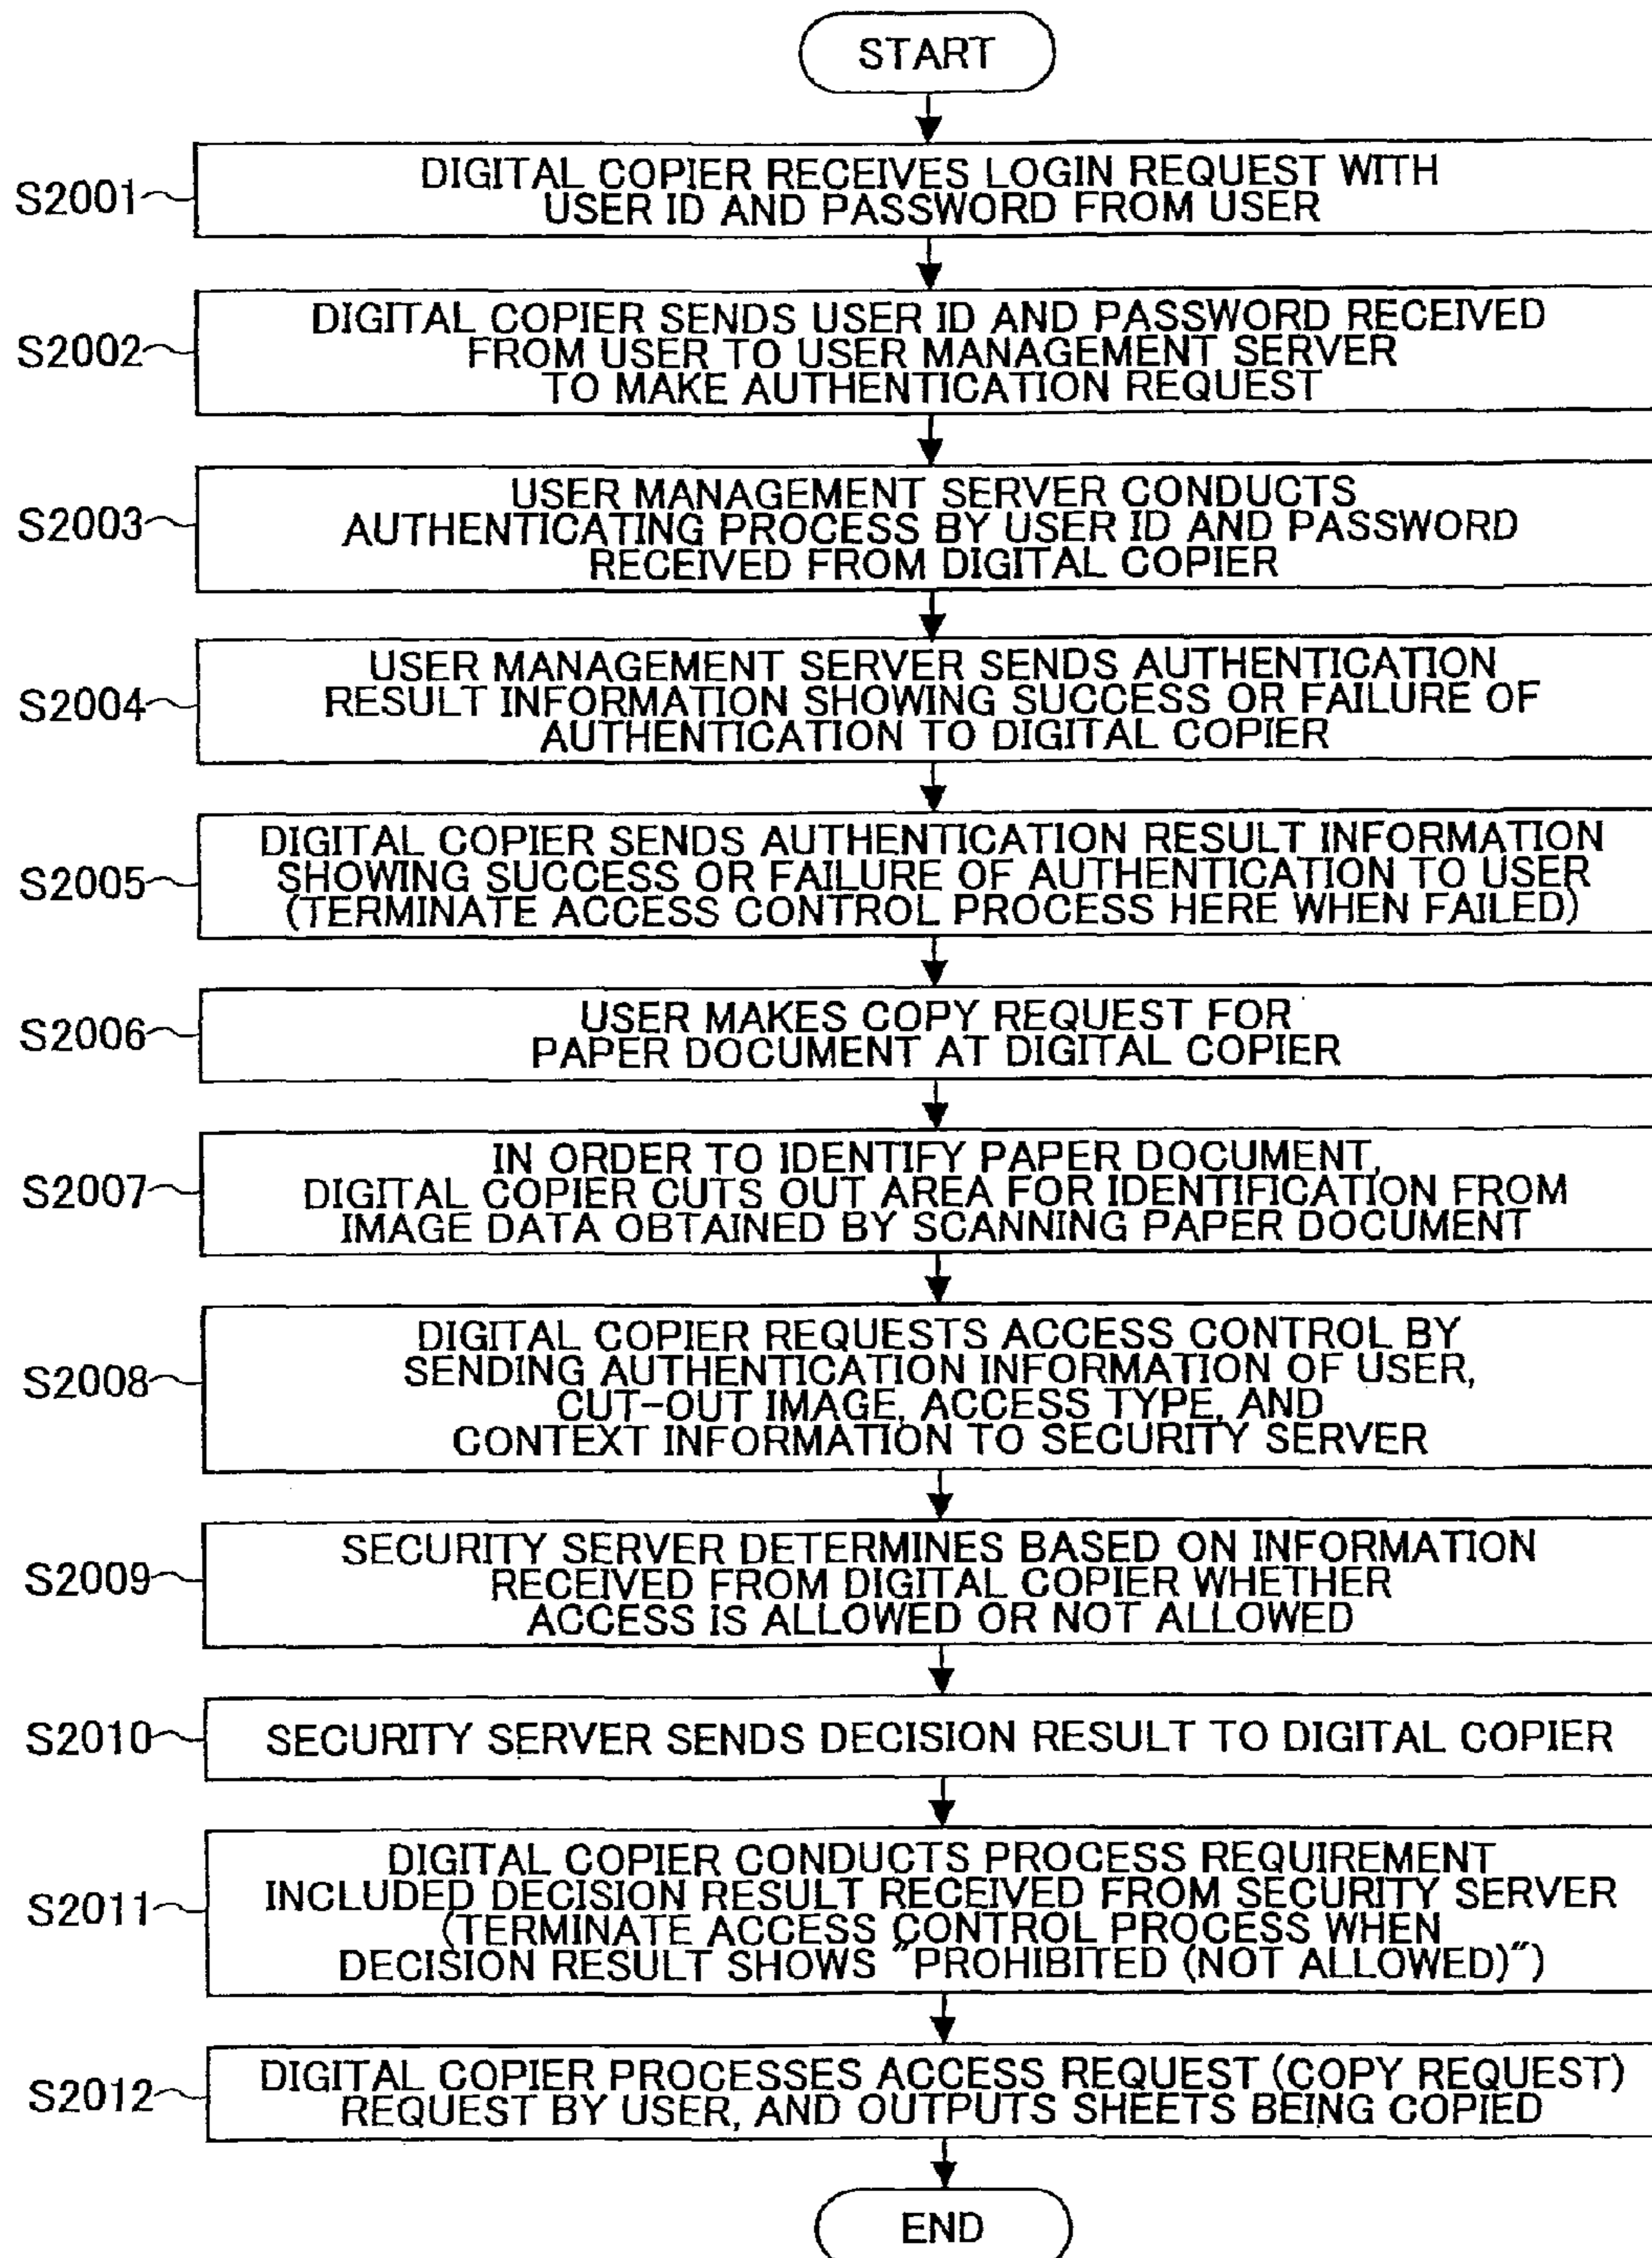 START
S2001
DIGITAL COPIER RECEIVES LOGIN REQUEST WITH
USER ID AND PASSWORD FROM USER
S2002
DIGITAL COPIER SENDS USER ID AND PASSWORD RECEIVED
FROM USER TO USER MANAGEMENT SERVER
TO MAKE AUTHENTICATION REQUEST
S2003
USER MANAGEMENT SERVER CONDUCTS
AUTHENTICATING PROCESS BY USER ID AND PASSWORD
RECEIVED FROM DIGITAL COPIER
S2004
USER MANAGEMENT SERVER SENDS AUTHENTICATION
RESULT INFORMATION SHOWING SUCCESS OR FAILURE OF
AUTHENTICATION TO DIGITAL COPIER
S2005
DIGITAL COPIER SENDS AUTHENTICATION RESULT INFORMATION
SHOWING SUCCESS OR FAILURE OF AUTHENTICATION TO USER
(TERMINATE ACCESS CONTROL PROCESS HERE WHEN FAILED)
S2006
USER MAKES COPY REQUEST FOR
PAPER DOCUMENT AT DIGITAL COPIER
S2007
IN ORDER TO IDENTIFY PAPER DOCUMENT,
DIGITAL COPIER CUTS OUT AREA FOR IDENTIFICATION FROM
IMAGE DATA OBTAINED BY SCANNING PAPER DOCUMENT
S2008
DIGITAL COPIER REQUESTS ACCESS CONTROL BY
SENDING AUTHENTICATION INFORMATION OF USER,
CUT-OUT IMAGE, ACCESS TYPE, AND
CONTEXT INFORMATION TO SECURITY SERVER
S2009
SECURITY SERVER DETERMINES BASED ON INFORMATION
RECEIVED FROM DIGITAL COPIER WHETHER
ACCESS IS ALLOWED OR NOT ALLOWED
S2010
SECURITY SERVER SENDS DECISION RESULT TO DIGITAL COPIER
S2011
DIGITAL COPIER CONDUCTS PROCESS REQUIREMENT
INCLUDED DECISION RESULT RECEIVED FROM SECURITY SERVER
(TERMINATE ACCESS CONTROL PROCESS WHEN
DECISION RESULT SHOWS "PROHIBITED (NOT ALLOWED)")
S2012
DIGITAL COPIER PROCESSES ACCESS REQUEST (COPY REQUEST)
REQUEST BY USER, AND OUTPUTS SHEETS BEING COPIED
END